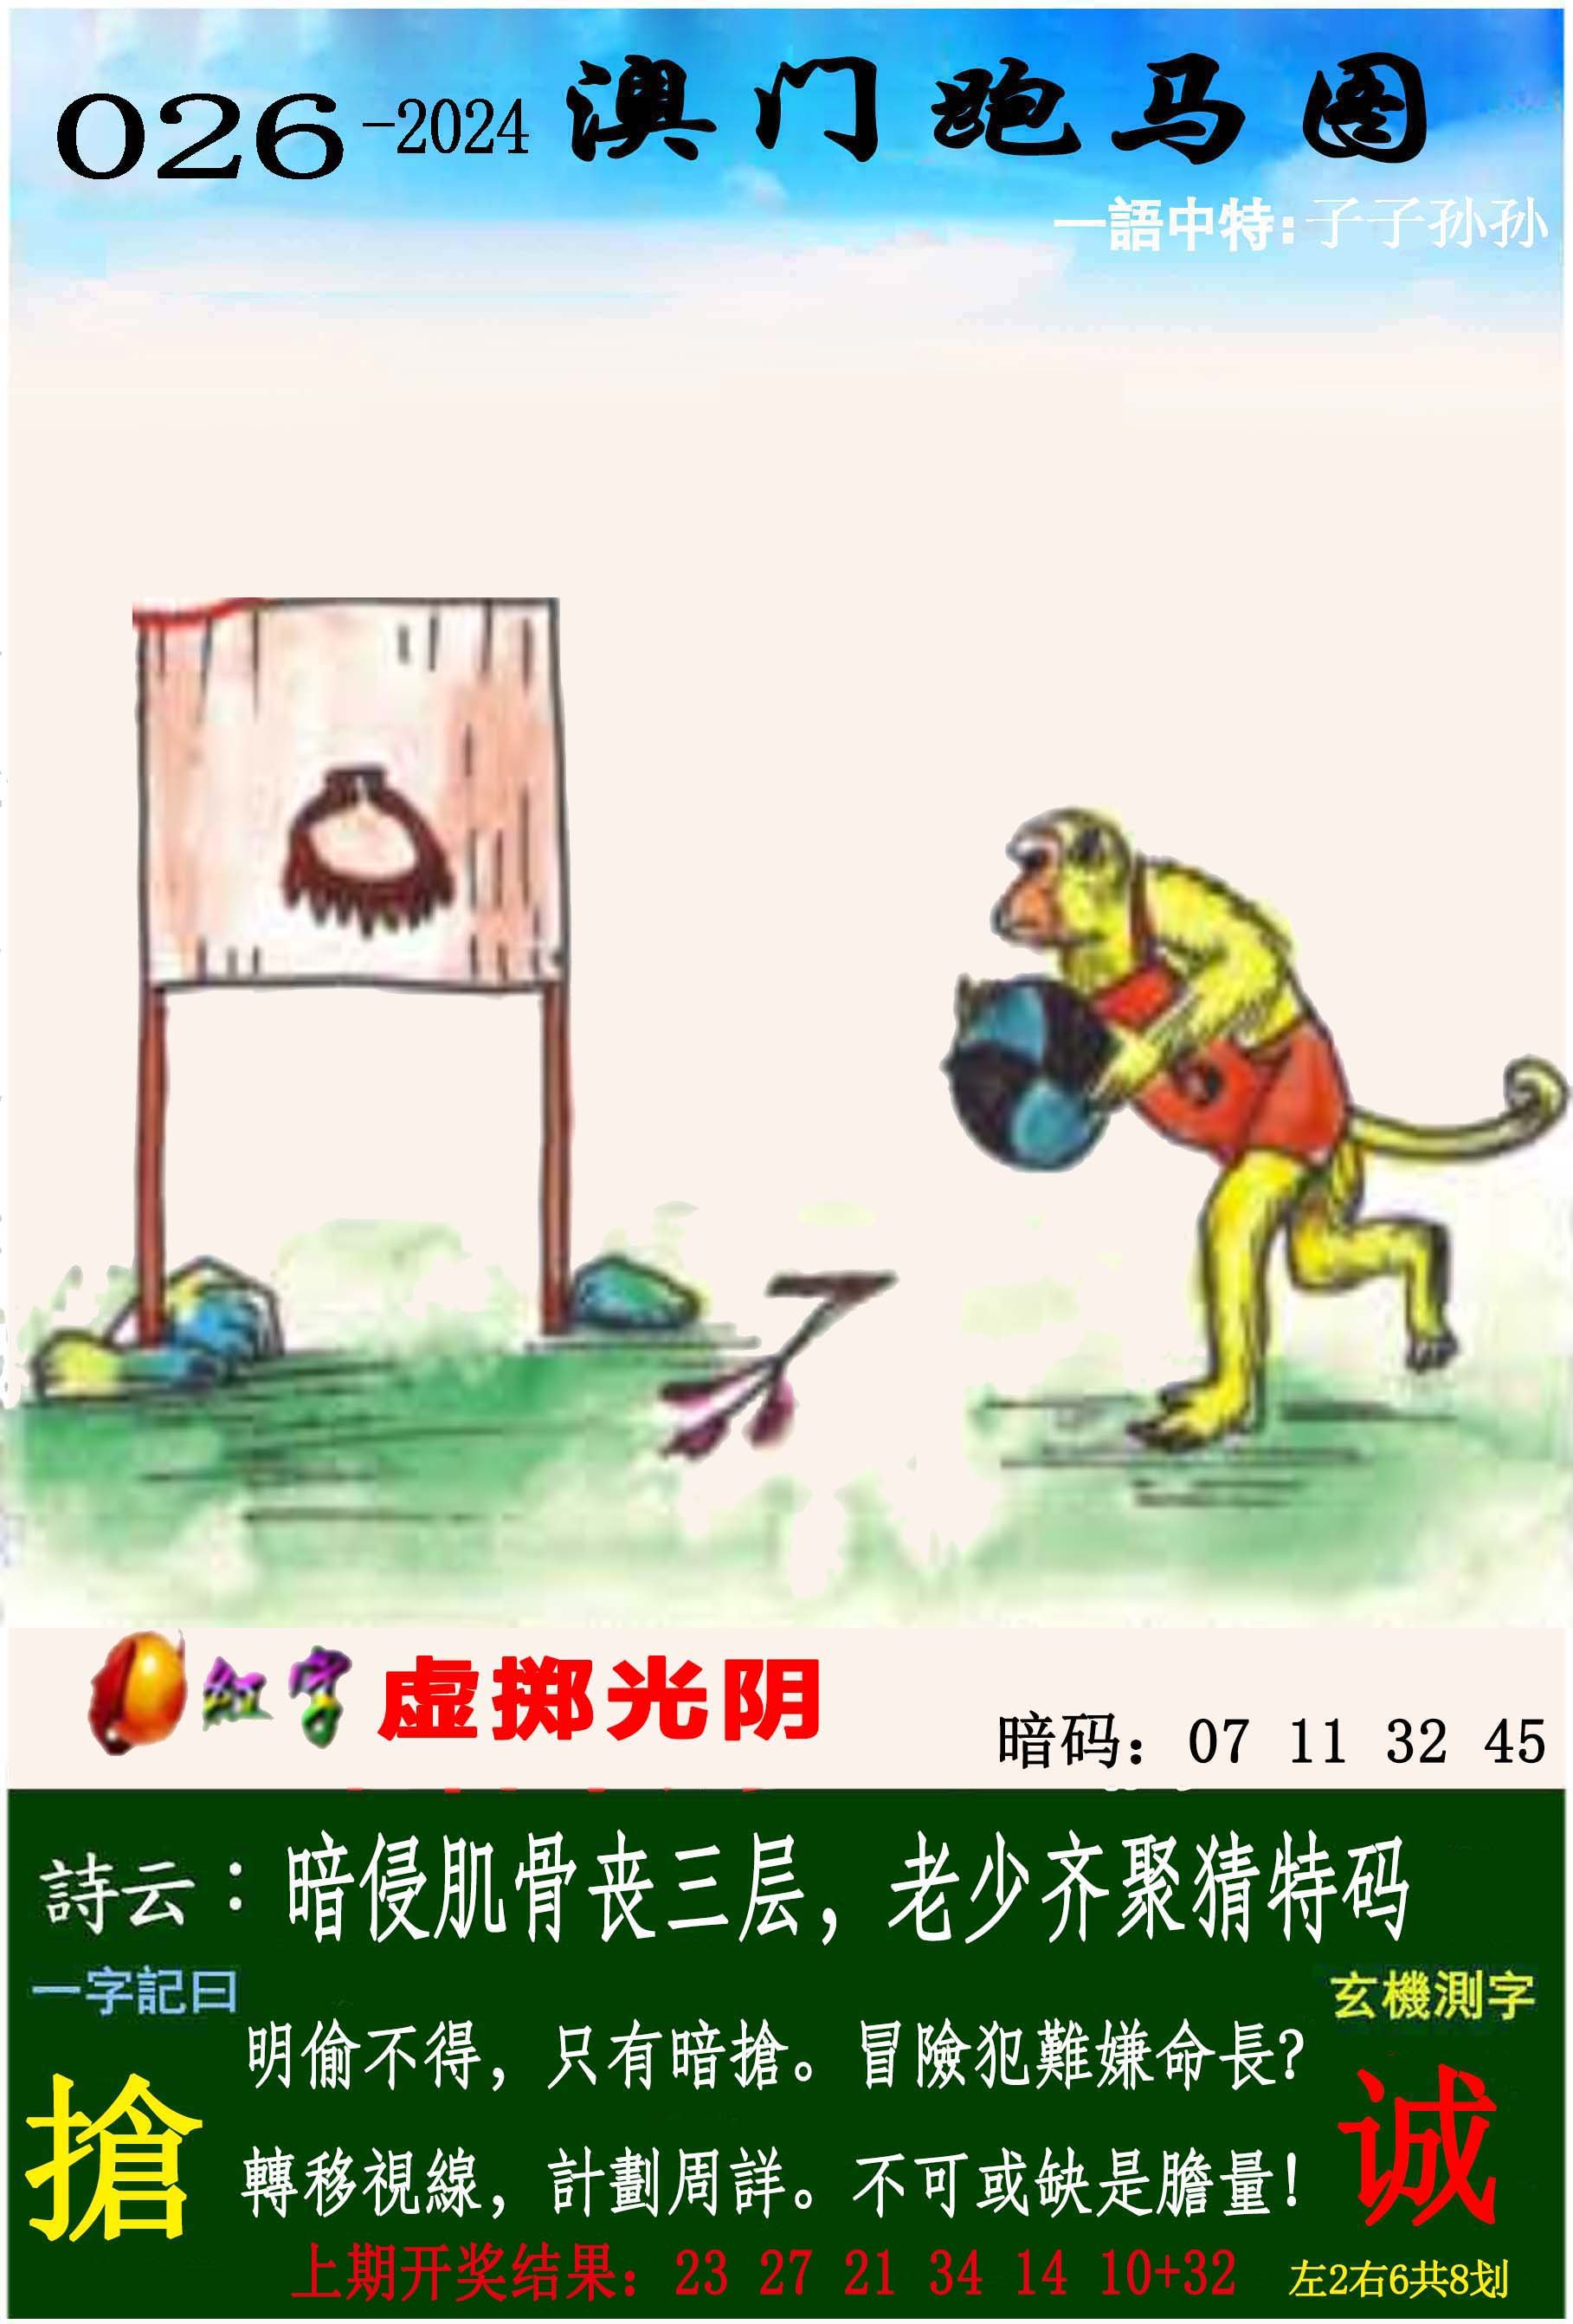 026-2024 澳门跑马图
一語中特:子子孙孙
红字 虚掷光阴
暗码：07 11 32 45
詩云：暗侵肌骨丧三层，老少齐聚猜特码
一字記曰
玄機測字
明偷不得，只有暗搶。冒險犯難嫌命長？
搶
诚
轉移視線，計劃周詳。不可或缺是膽量！
上期开奖结果：23 27 21 34 14 10+32
左2右6共8划